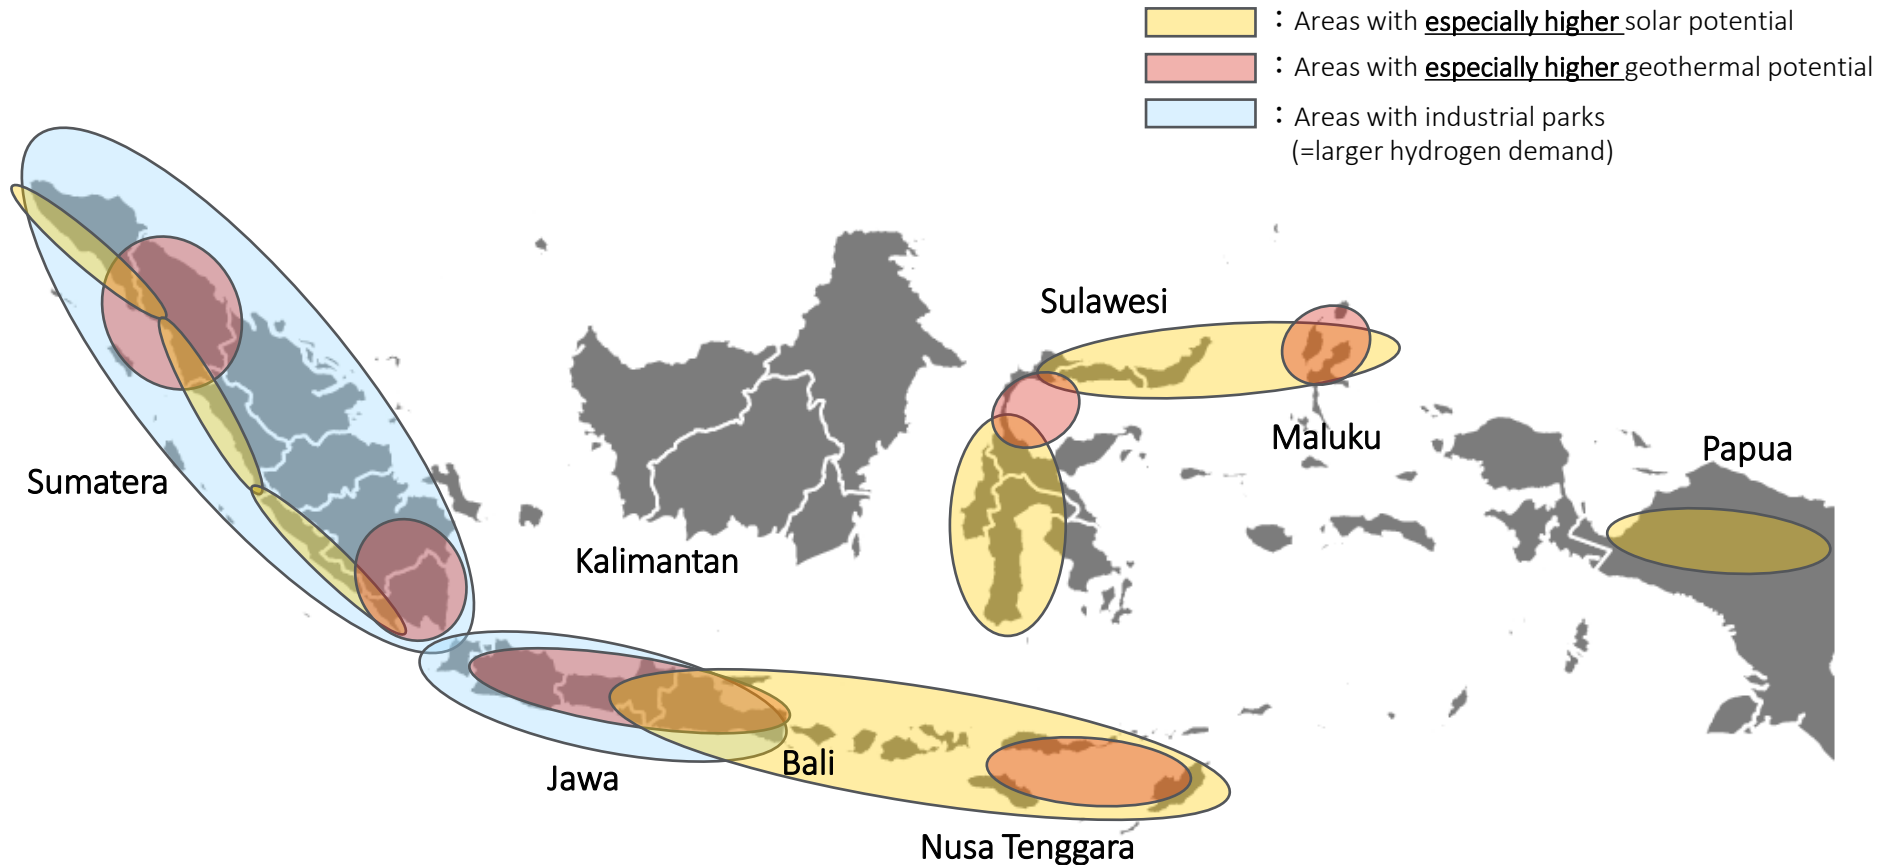 ：Areas with especially higher solar potential
：Areas with especially higher geothermal potential
：Areas with industrial parks
(=larger hydrogen demand)
Sulawesi
Maluku
Papua
Sumatera
Kalimantan
Bali
Jawa
Nusa Tenggara